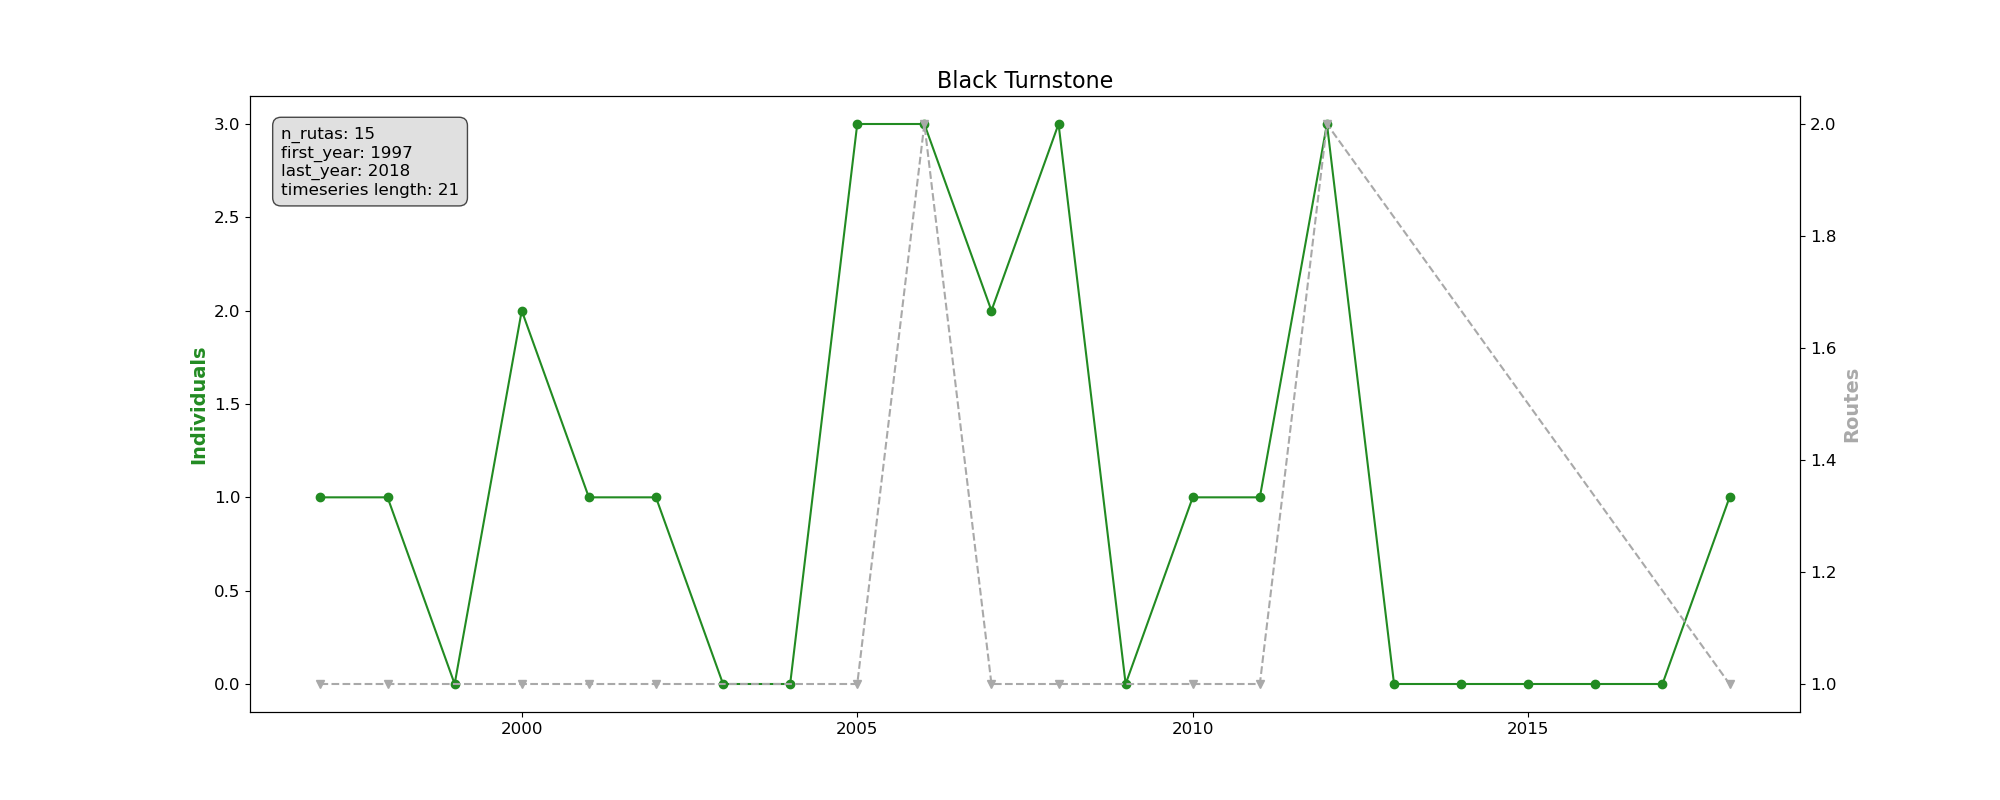 Black Turnstone
n_rutas: 15
first_year: 1997
last_year: 2018
timeseries length: 21
Individuals
3.0
2.5
2.0
1.5
1.0
0.5
0.0
2.0
1.8
1.6
1.4
1.2
1.0
Routes
2000
2005
2010
2015